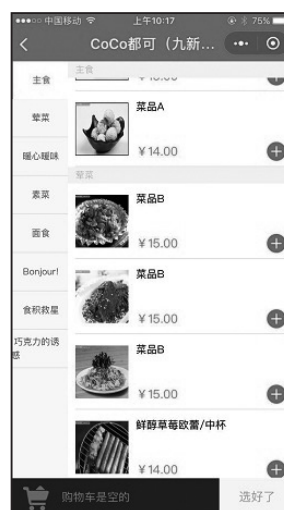 中国移动 上午10:17 75%
CoCo都可（九新...
主食
荤菜
暖心暖味
素菜
面食
Bonjour!
食积救星
巧克力的诱
惑
主食
菜品A
¥14.00
荤菜
菜品B
¥15.00
菜品B
¥15.00
菜品B
¥15.00
鲜醇草莓欧蕾/中杯
¥14.00
购物车是空的
选好了